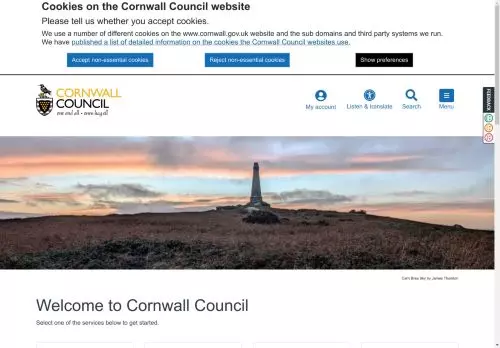 Cookies on the Cornwall Council website
Please tell us whether you accept cookies.
We use a number of different cookies on the www.cornwall.gov.uk website and the sub domains and third party systems we run.
We have published a list of detailed information on the cookies the Cornwall Council websites use.
Accept non-essential cookies
Reject non-essential cookies
Show preferences
CORNWALL
COUNCIL
one and all • onen hag oll
My account
Listen & translate
Search
Menu
FEEDBACK
Carn Brea Sky by James Thurston
Welcome to Cornwall Council
Select one of the services below to get started.